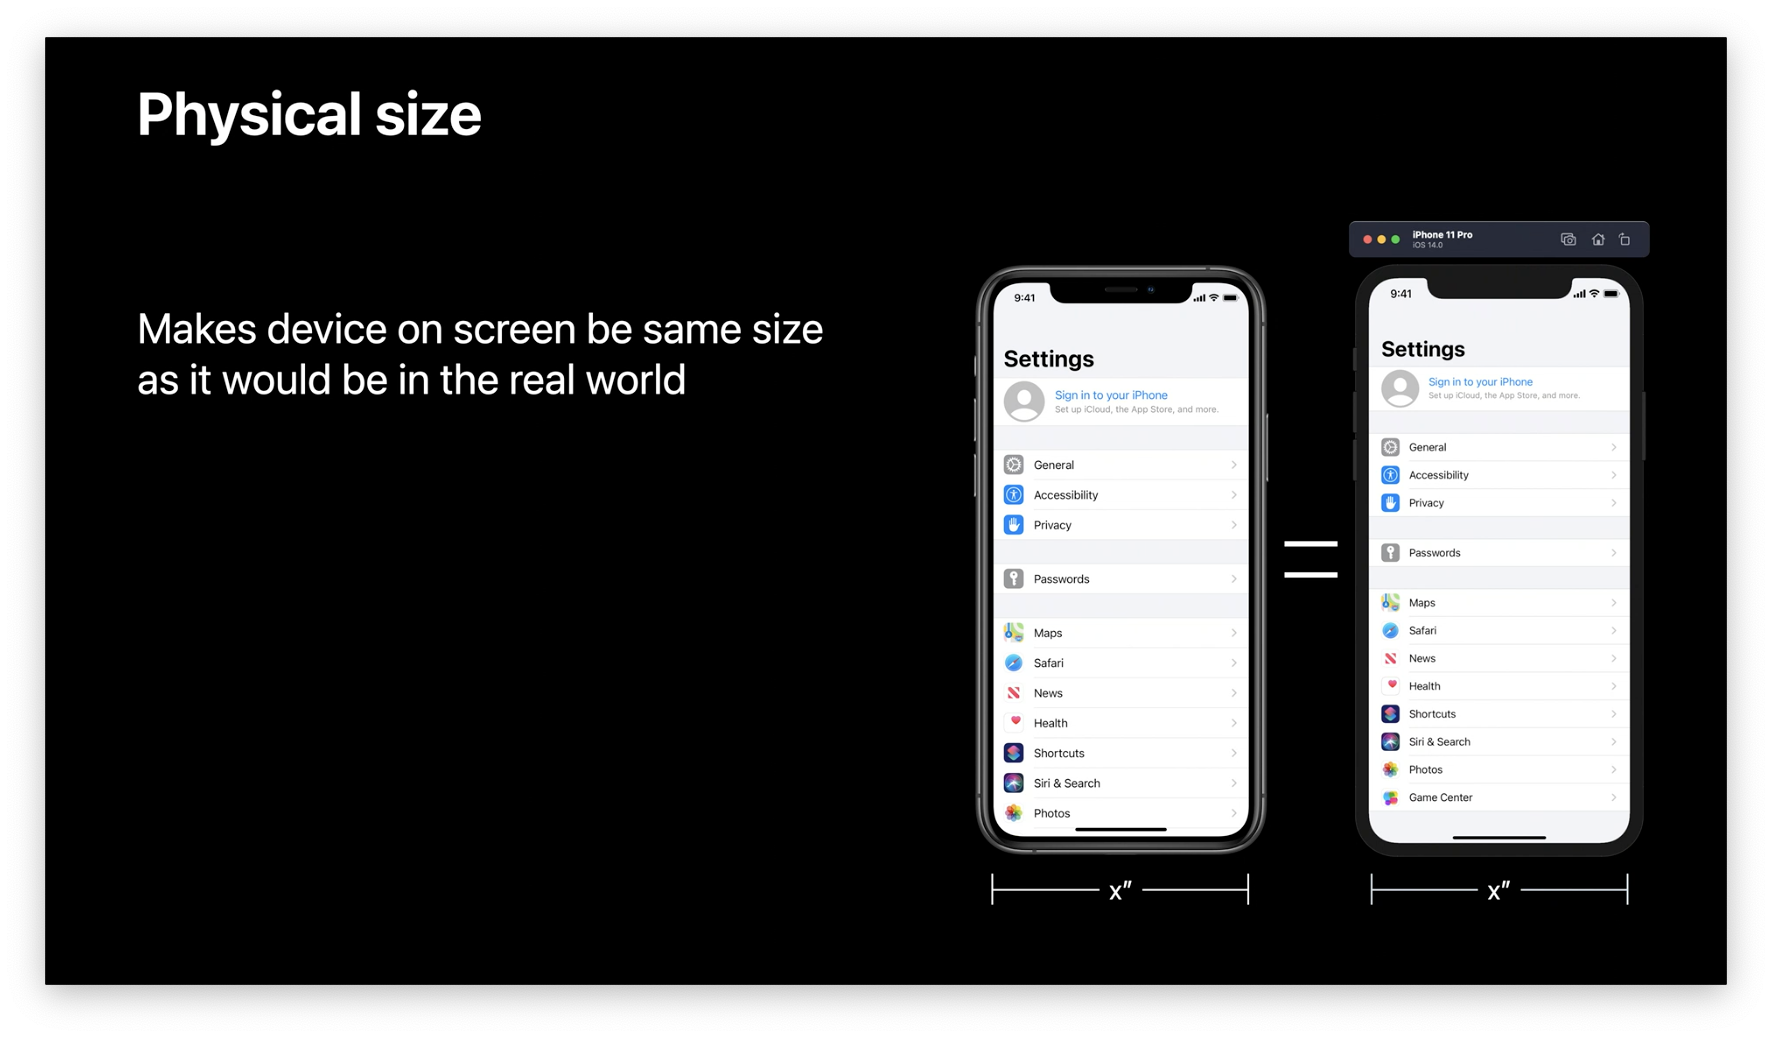 Physical size
Makes device on screen be same size
as it would be in the real world
9:41
Settings
Sign in to your iPhone
Set up iCloud, the App Store, and more.
General
Accessibility
Privacy
Passwords
Maps
Safari
News
Health
Shortcuts
Siri & Search
Photos
x”
iPhone 11 Pro
iOS 14.0
9:41
Settings
Sign in to your iPhone
Set up iCloud, the App Store, and more.
General
Accessibility
Privacy
Passwords
Maps
Safari
News
Health
Shortcuts
Siri & Search
Photos
Game Center
x”